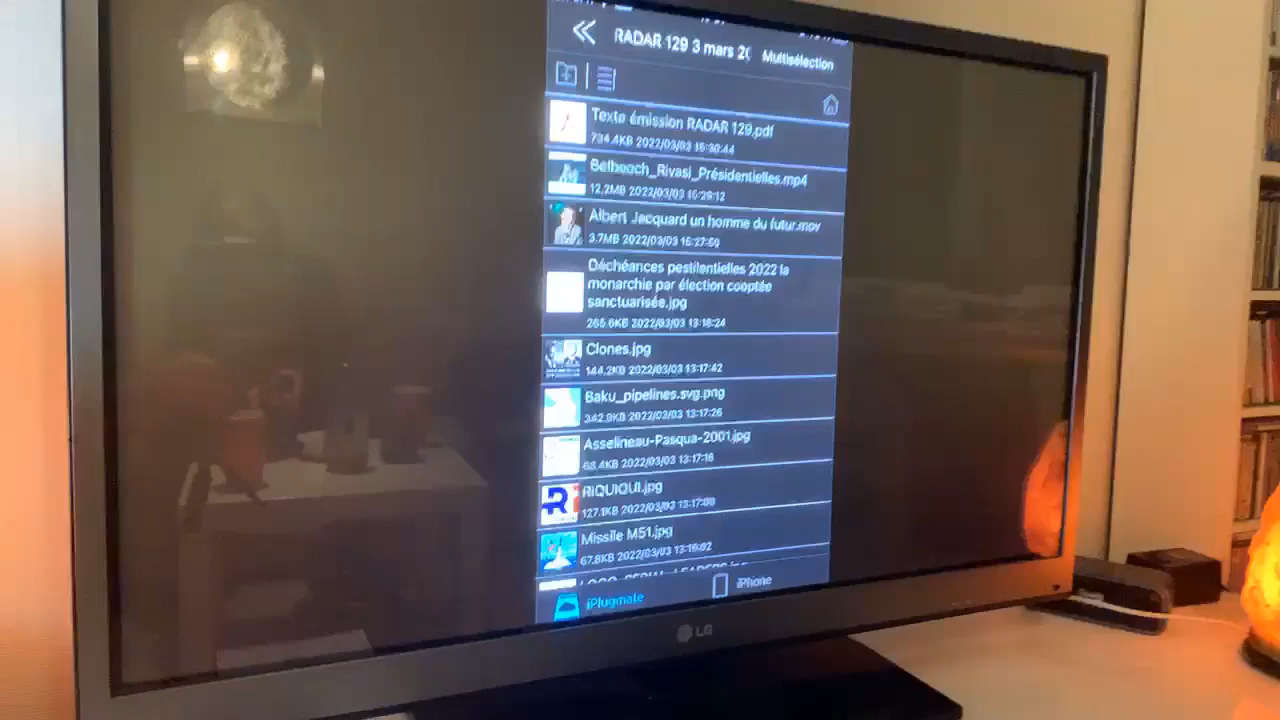 RADAR 129 3 mars 20
Multisélection
Texte émission RADAR 129.pdf
734.4KB 2022/03/03 15:30:44
Belbooch_Rivasi_Présidentielles.mp4
12.2MB 2022/03/03 15:29:12
Albert Jacquard un homme du futur.mov
3.7MB 2022/03/03 15:27:50
Déchéances pestilentielles 2022 la
monarchie par élection cooptée
sanctuarisée.jpg
265.6KB 2022/03/03 13:18:24
Clones.jpg
144.2KB 2022/03/03 13:17:42
Baku_pipelines.svg.png
342.9KB 2022/03/03 13:17:26
Asselineau-Pasqua-2001.jpg
68.4KB 2022/03/03 13:17:16
RiQUIQUI.jpg
127.1KB 2022/03/03 13:17:00
Missile M51.jpg
67.8KB 2022/03/03 13:16:02
iPlugmate
iPhone
LG